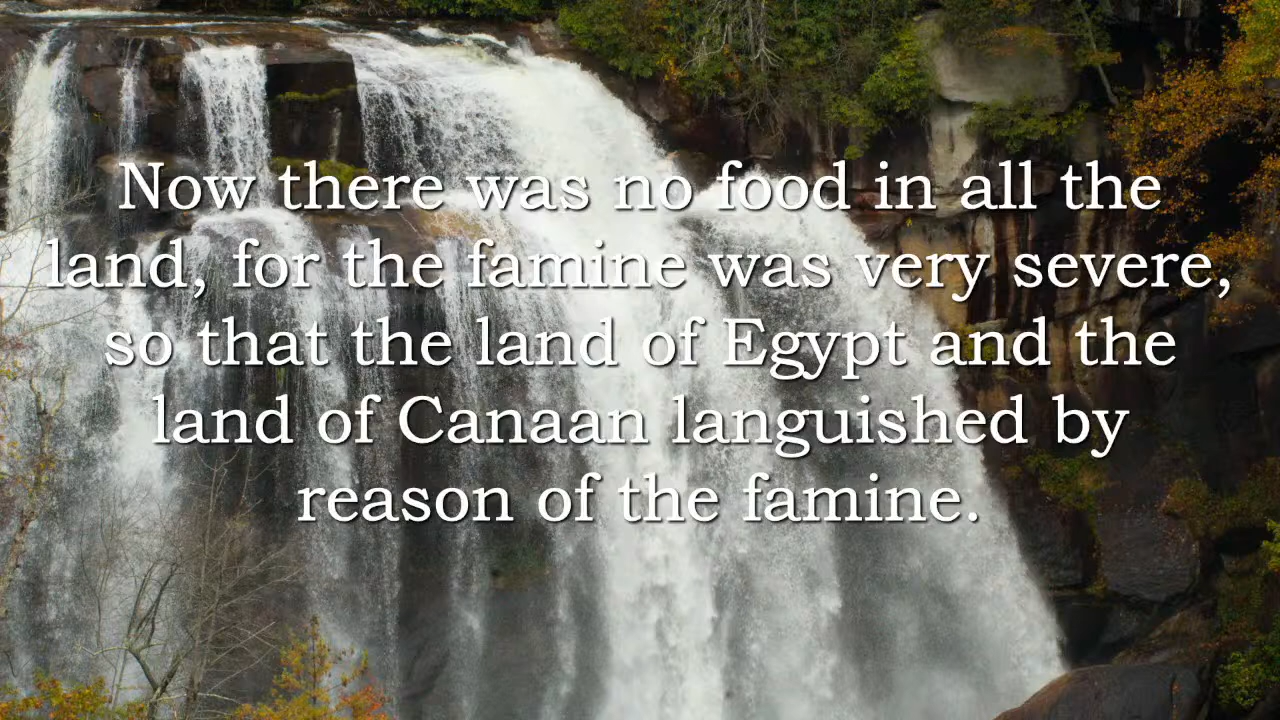 Now there was no food in all the
land, for the famine was very severe,
so that the land of Egypt and the
land of Canaan languished by
reason of the famine.